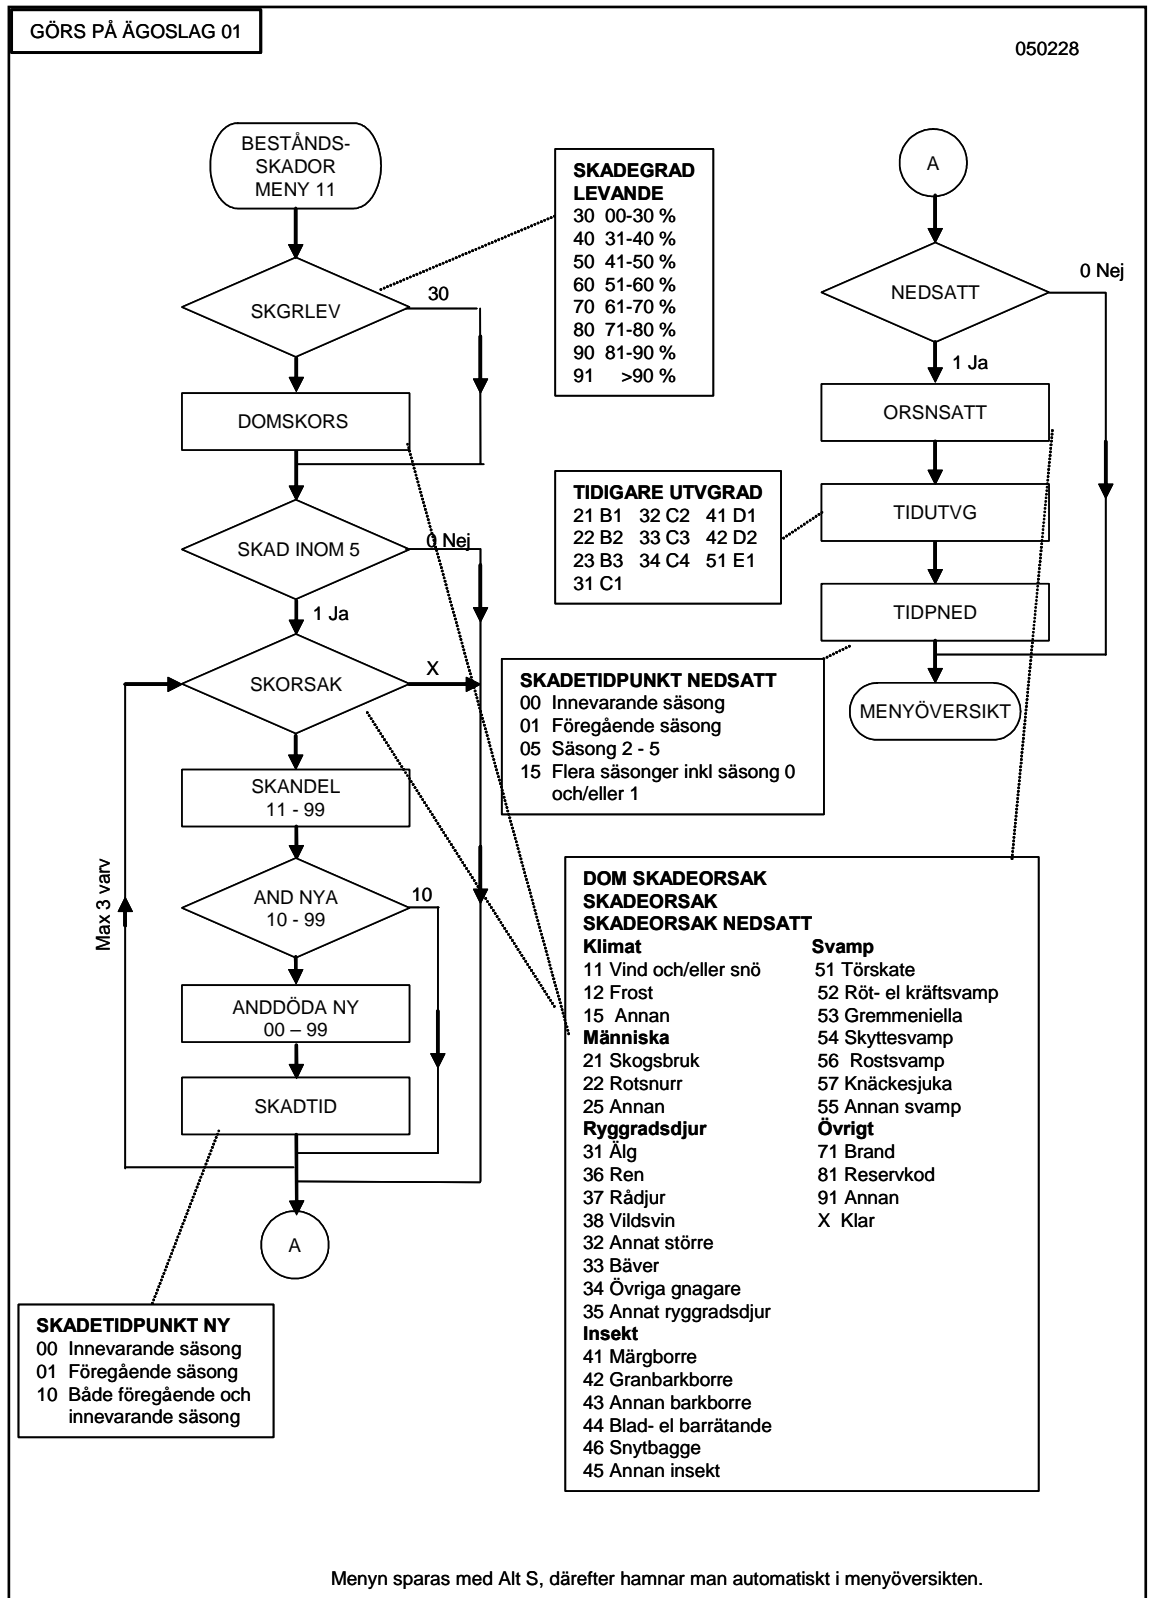 GÖRS PÅ ÄGOSLAG 01
050228
BESTÅNDS-
SKADOR
MENY 11
SKGRLEV
30
DOMSKORS
SKAD INOM 5
0 Nej
1 Ja
SKORSAK
X
SKANDEL
11 - 99
AND NYA
10 - 99
10
ANDDÖDA NY
00 – 99
SKADTID
Max 3 varv
A
SKADETIDPUNKT NY
00 Innevarande säsong
01 Föregående säsong
10 Både föregående och
innevarande säsong
SKADEGRAD
LEVANDE
30 00-30 %
40 31-40 %
50 41-50 %
60 51-60 %
70 61-70 %
80 71-80 %
90 81-90 %
91 >90 %
TIDIGARE UTVGRAD
21 B1 32 C2 41 D1
22 B2 33 C3 42 D2
23 B3 34 C4 51 E1
31 C1
A
NEDSATT
0 Nej
1 Ja
ORSNSATT
TIDUTVG
TIDPNED
MENYÖVERSIKT
SKADETIDPUNKT NEDSATT
00 Innevarande säsong
01 Föregående säsong
05 Säsong 2 - 5
15 Flera säsonger inkl säsong 0
och/eller 1
DOM SKADEORSAK
SKADEORSAK
SKADEORSAK NEDSATT
Klimat
11 Vind och/eller snö
12 Frost
15 Annan
Människa
21 Skogsbruk
22 Rotsnurr
25 Annan
Ryggradsdjur
31 Älg
36 Ren
37 Rådjur
38 Vildsvin
32 Annat större
33 Bäver
34 Övriga gnagare
35 Annat ryggradsdjur
Insekt
41 Märgborre
42 Granbarkborre
43 Annan barkborre
44 Blad- el barrätande
46 Snytbagge
45 Annan insekt
Svamp
51 Törskate
52 Röt- el kräftsvamp
53 Gremmeniella
54 Skyttesvamp
56 Rostsvamp
57 Knäckesjuka
55 Annan svamp
Övrigt
71 Brand
81 Reservkod
91 Annan
X Klar
Menyn sparas med Alt S, därefter hamnar man automatiskt i menyöversikten.